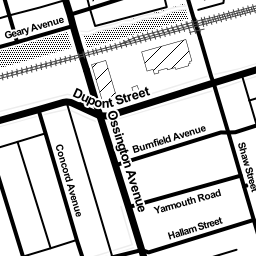 Geary Avenue
Dupont Street
Ossington Avenue
Burnfield Avenue
Concord Avenue
Shaw Street
Yarmouth Road
Hallam Street